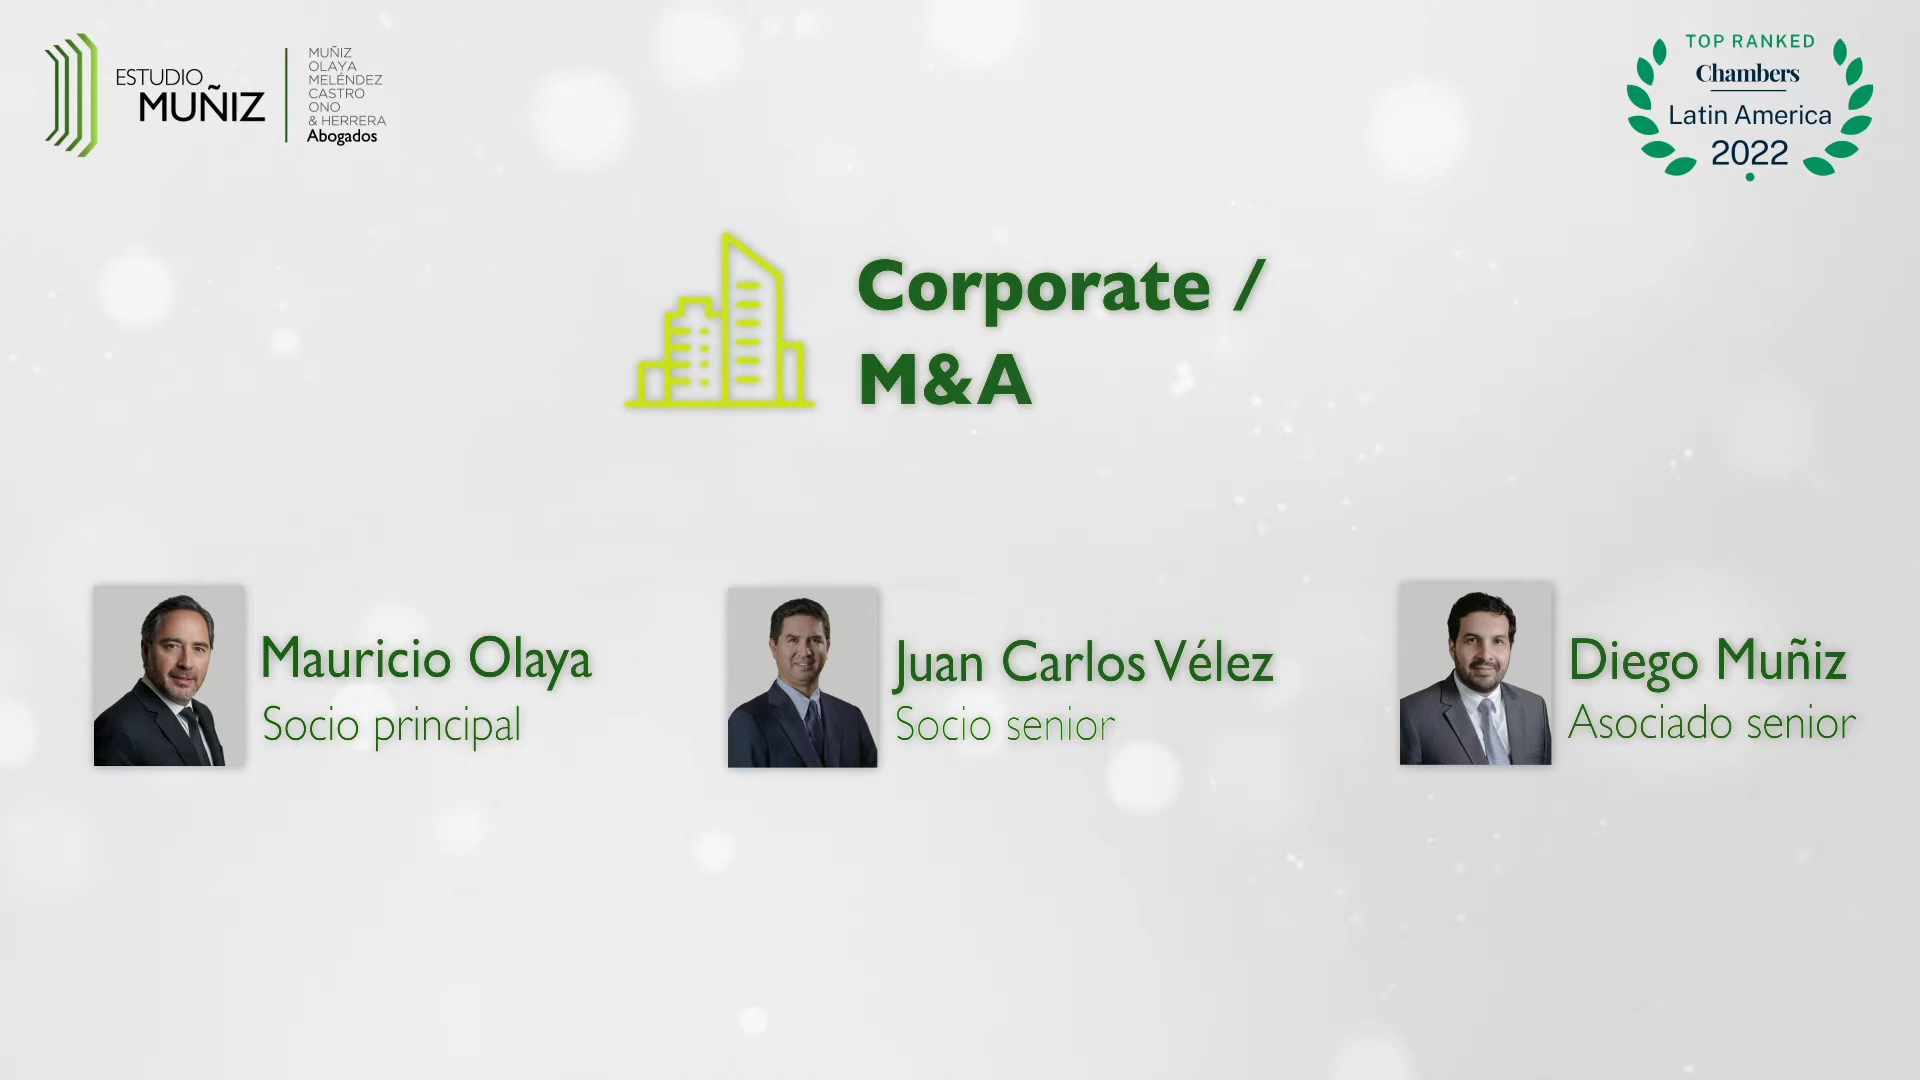 ESTUDIO
MUÑIZ
MUÑIZ
OLAYA
MELÉNDEZ
CASTRO
ONO
& HERRERA
Abogados
TOP RANKED
Chambers
Latin America
2022
Corporate /
M&A
Mauricio Olaya
Socio principal
Juan Carlos Vélez
Socio senior
Diego Muñiz
Asociado senior